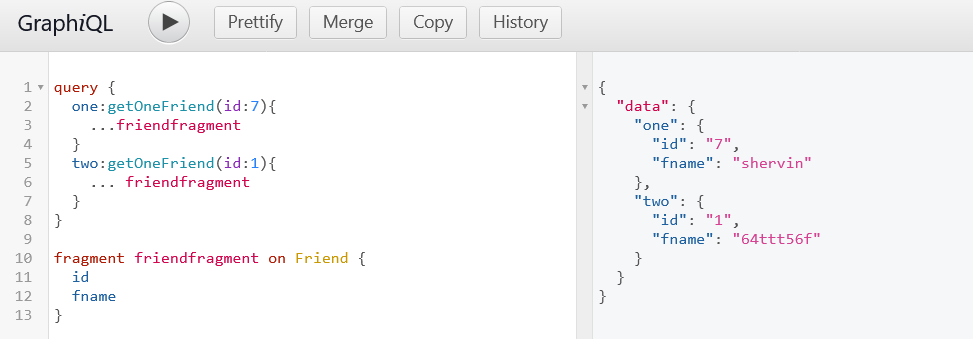 GraphiQL Prettify Merge Copy History
1 query {
2 one:getOneFriend(id:7){
3 ...friendfragment
4 }
5 two:getOneFriend(id:1){
6 ... friendfragment
7 }
8 }
9
10 fragment friendfragment on Friend {
11 id
12 fname
13 }
{
"data": {
"one": {
"id": "7",
"fname": "shervin"
},
"two": {
"id": "1",
"fname": "64ttt56f"
}
}
}